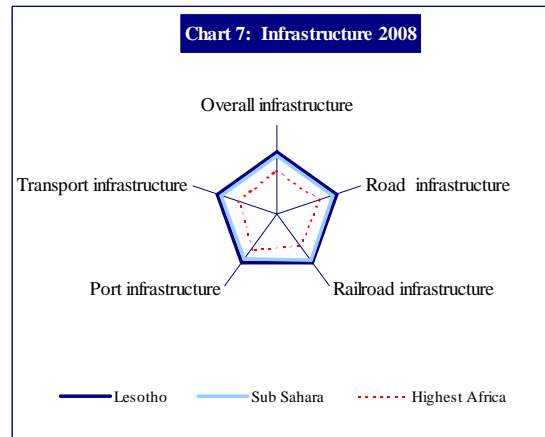 Chart 7: Infrastructure 2008
Overall infrastructure
Transport infrastructure
Road infrastructure
Port infrastructure
Railroad infrastructure
Lesotho
Sub Sahara
Highest Africa